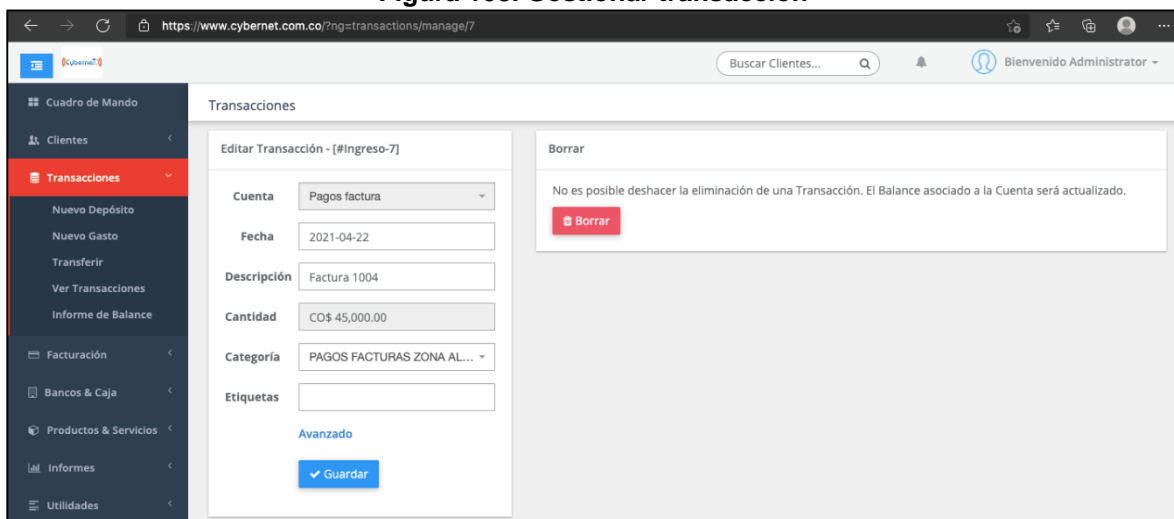 https://www.cybernet.com.co/?ng=transactions/manage/7
Cybernet
Buscar Clientes...
Bienvenido Administrator
Cuadro de Mando
Clientes
Transacciones
Nuevo Depósito
Nuevo Gasto
Transferir
Ver Transacciones
Informe de Balance
Facturación
Bancos & Caja
Productos & Servicios
Informes
Utilidades
Transacciones
Editar Transacción - [#Ingreso-7]
Cuenta Pagos factura
Fecha 2021-04-22
Descripción Factura 1004
Cantidad CO$ 45,000.00
Categoría PAGOS FACTURAS ZONA AL...
Etiquetas
Avanzado
Guardar
Borrar
No es posible deshacer la eliminación de una Transacción. El Balance asociado a la Cuenta será actualizado.
Borrar